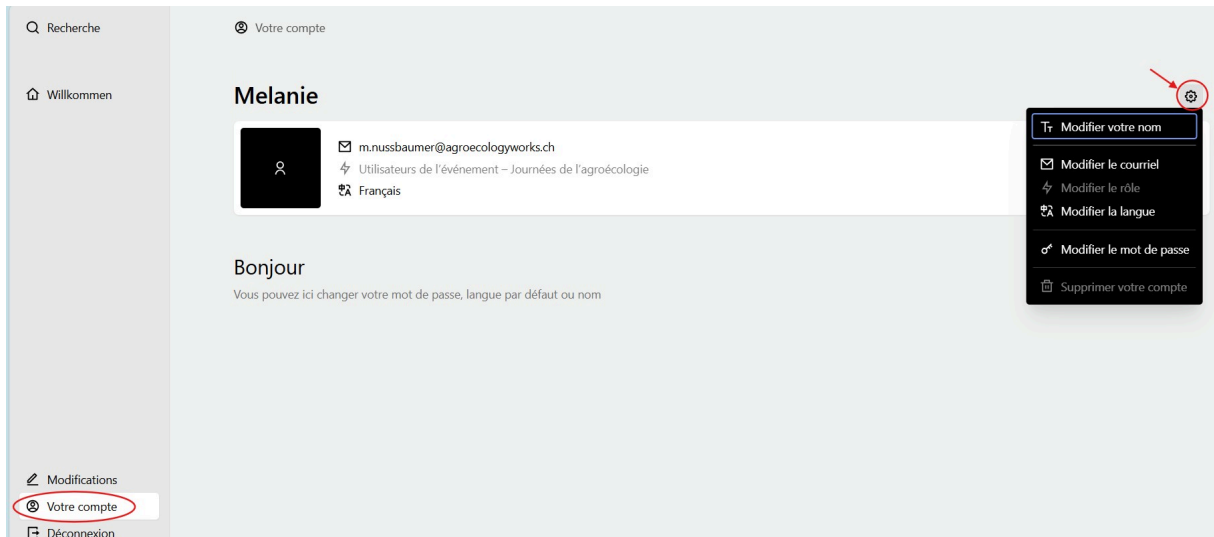 Recherche
Votre compte
Willkommen
Melanie
m.nussbaumer@agroecologyworks.ch
Utilisateurs de l'événement – Journées de l'agroécologie
Français
Modifier votre nom
Modifier le courriel
Modifier le rôle
Modifier la langue
Modifier le mot de passe
Supprimer votre compte
Bonjour
Vous pouvez ici changer votre mot de passe, langue par défaut ou nom
Modifications
Votre compte
Déconnexion